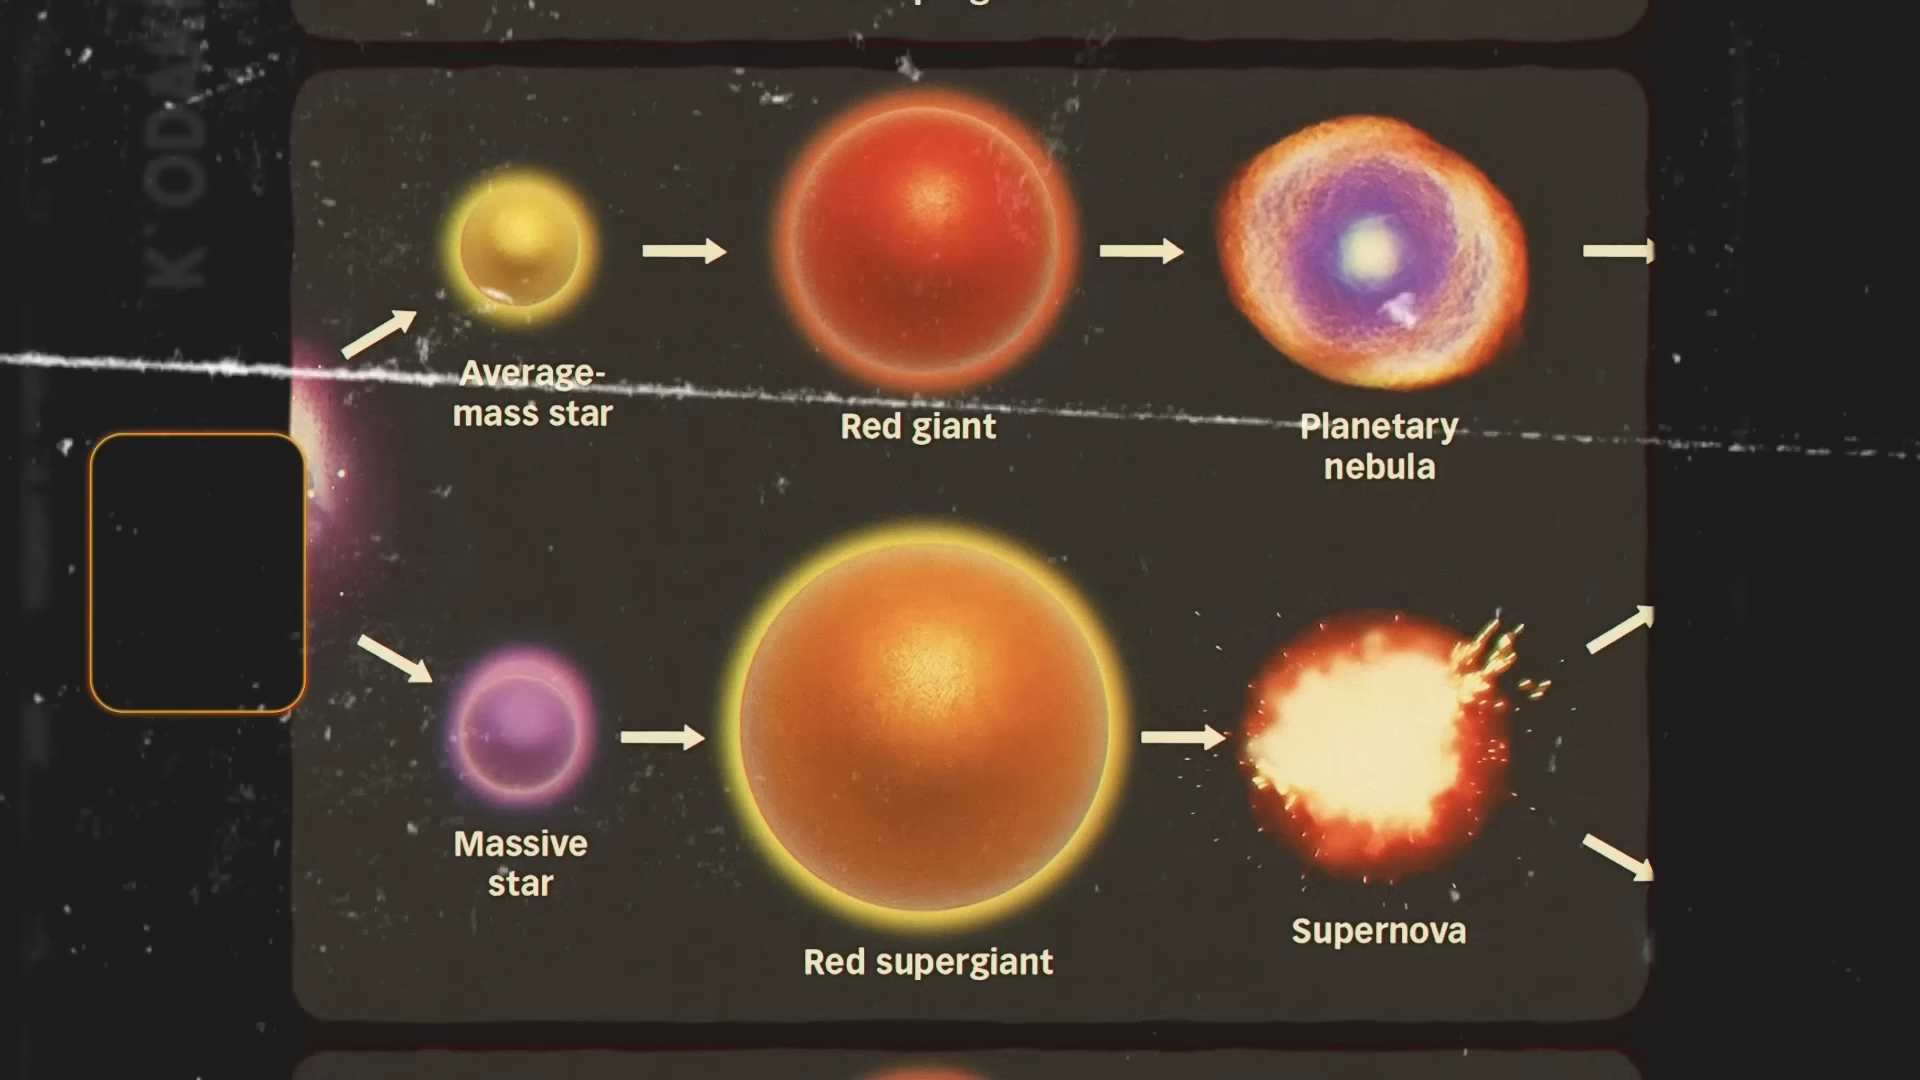 Average-
mass star
Red giant
Planetary
nebula
Massive
star
Red supergiant
Supernova